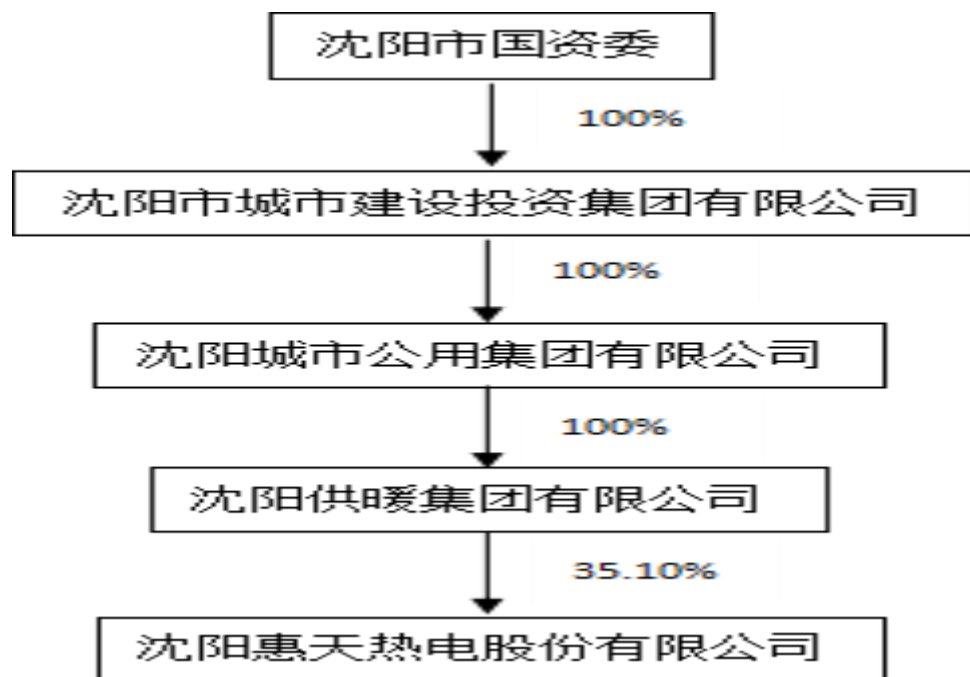 沈阳市国资委
100%
沈阳市城市建设投资集团有限公司
100%
沈阳城市公用集团有限公司
100%
沈阳供暖集团有限公司
35.10%
沈阳惠天热电股份有限公司